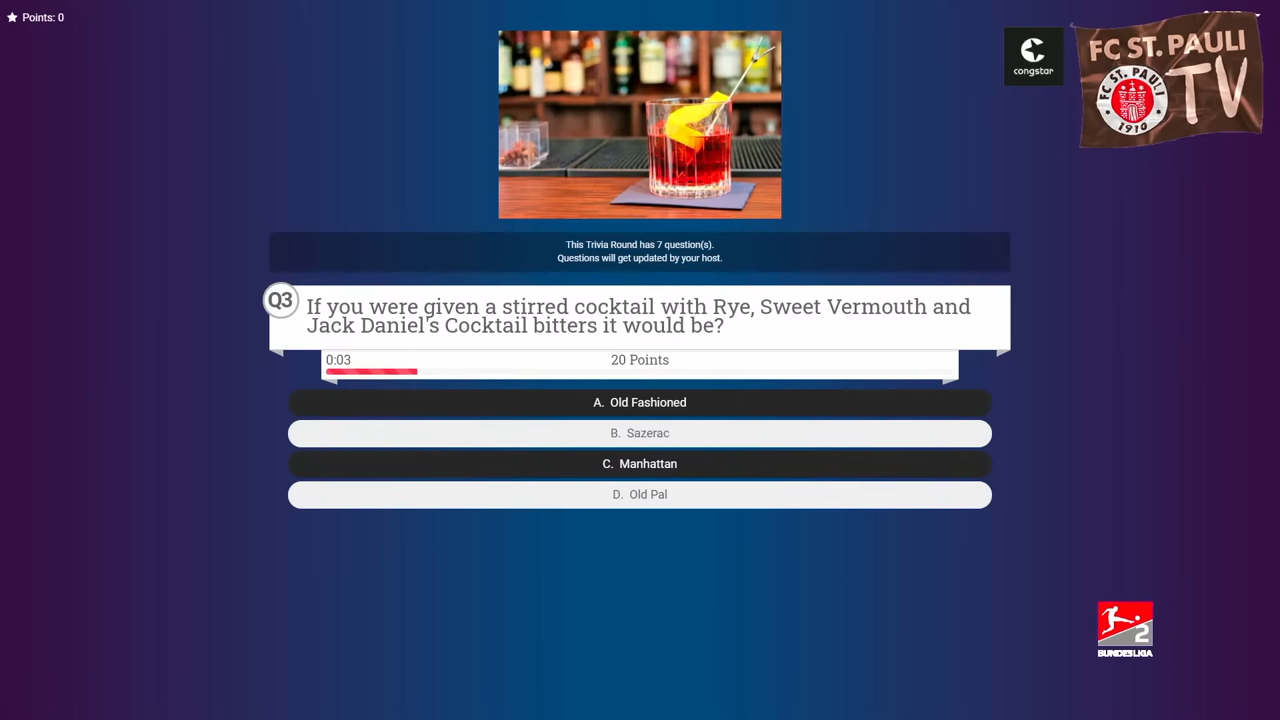 Points: 0
congstar
FC ST. PAULI
TV
FC ST. PAULI
1910
This Trivia Round has 7 question(s).
Questions will get updated by your host.
Q3
If you were given a stirred cocktail with Rye, Sweet Vermouth and
Jack Daniel's Cocktail bitters it would be?
0:03
20 Points
A. Old Fashioned
B. Sazerac
C. Manhattan
D. Old Pal
2
BUNDESLIGA